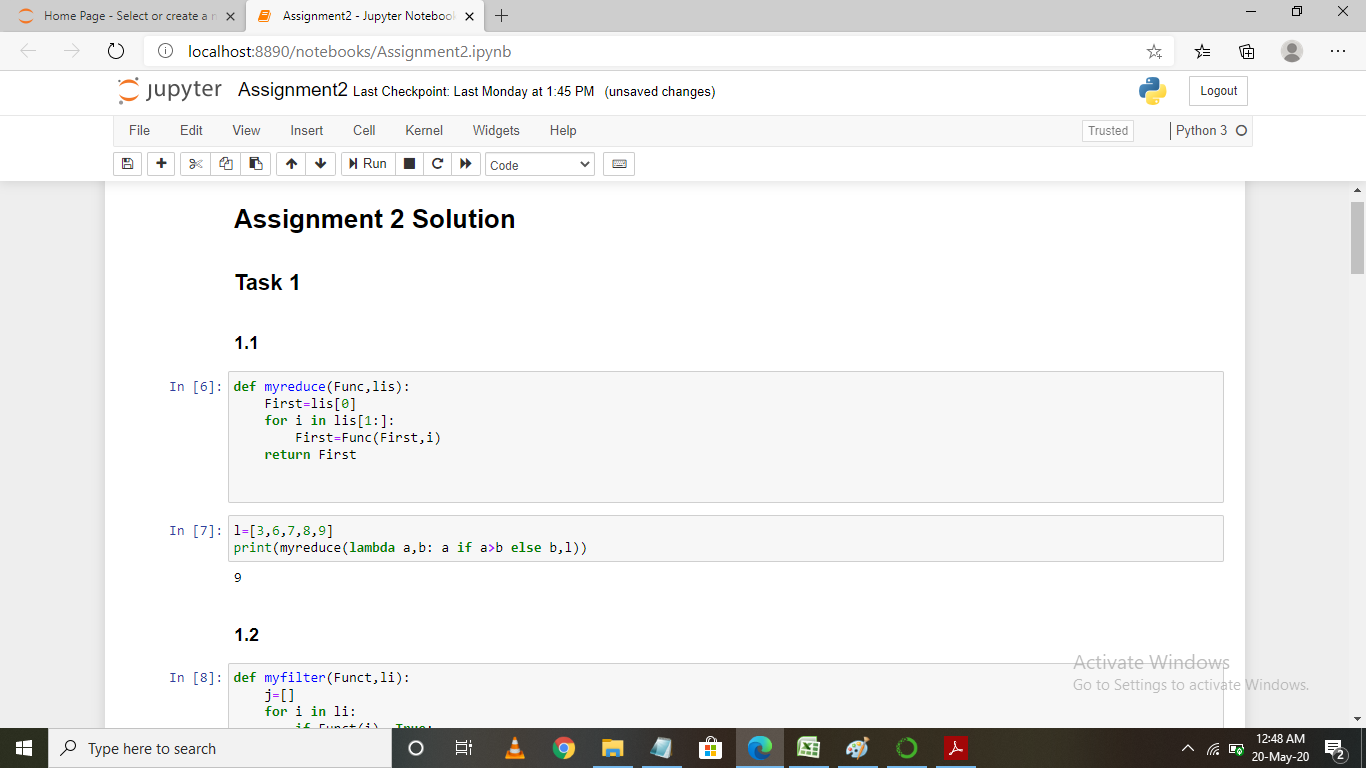 Home Page - Select or create a n
Assignment2 - Jupyter Notebook
localhost:8890/notebooks/Assignment2.ipynb
jupyter Assignment2 Last Checkpoint: Last Monday at 1:45 PM (unsaved changes)
Logout
File Edit View Insert Cell Kernel Widgets Help
Trusted
Python 3
Run
Code
Assignment 2 Solution
Task 1
1.1
In [6]: def myreduce(Func,lis):
First=lis[0]
for i in lis[1:]:
First=Func(First,i)
return First
In [7]: l=[3,6,7,8,9]
print(myreduce(lambda a,b: a if a>b else b,l))
9
1.2
In [8]: def myfilter(Funct,li):
j=[]
for i in li:
Activate Windows
Go to Settings to activate Windows.
Type here to search
12:48 AM
20-May-20
2